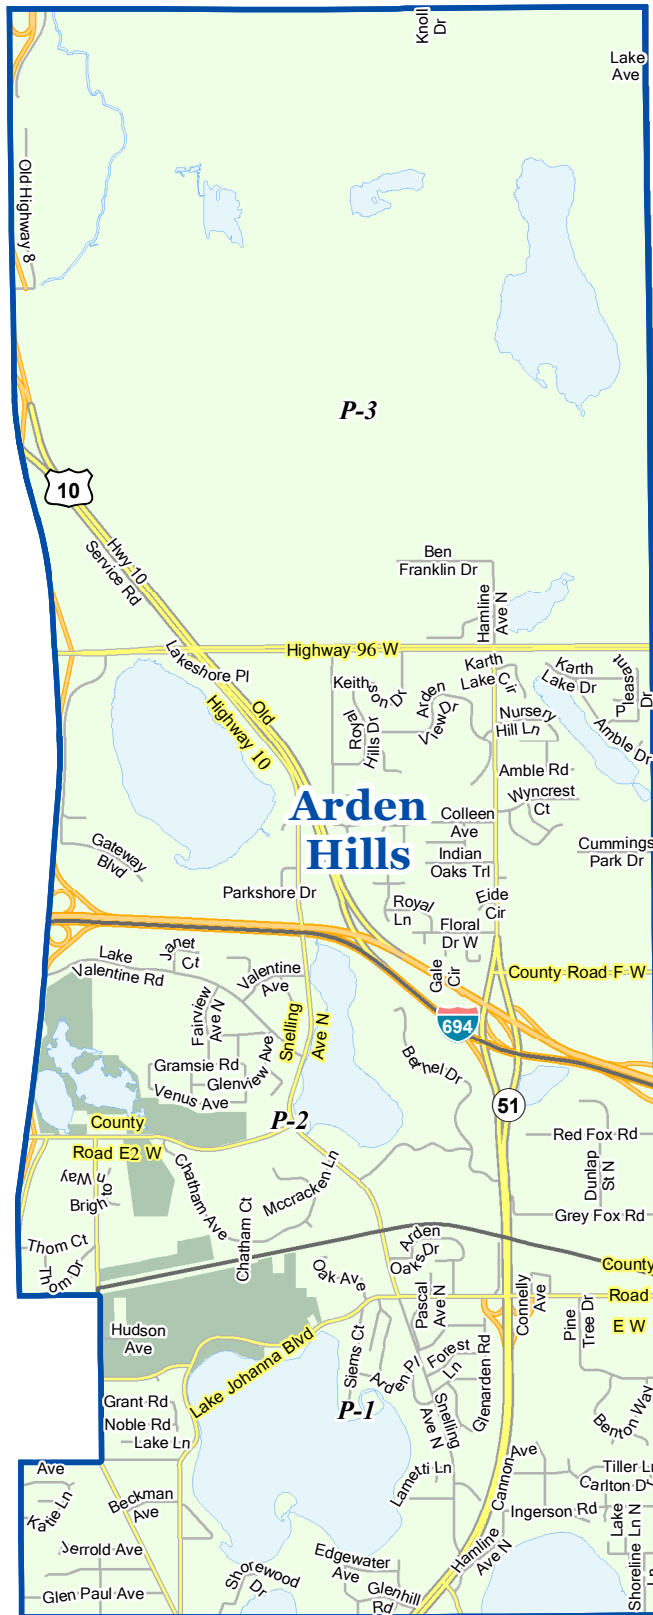 Knoll
Dr
Lake
Ave
Old Highway 8
P-3
10
Hwy 10
Service Rd
Ben
Franklin Dr
Hamline
Ave N
Highway 96 W
Lakeshore Pl
Old
Highway 10
Keithson Dr
Royal
Hills Dr
Arden
View Dr
Karth
Lake Cir
Karth
Lake Dr
Pleasant
Dr
Nursery
Hill Ln
Amble Dr
Amble Rd
Wyncrest
Ct
Arden
Hills
Colleen
Ave
Indian
Oaks Trl
Cummings
Park Dr
Gateway
Blvd
Parkshore Dr
Royal
Ln
Eide
Cir
Floral
Dr W
Gale
Cir
County Road F W
Lake
Valentine Rd
Janet
Ct
Valentine
Ave
Fairview
Ave N
Snelling
Ave N
694
Gramsie Rd
Glenview Ave
Venus Ave
Bethel Dr
51
P-2
County
Road E2 W
Red Fox Rd
Dunlap
St N
Grey Fox Rd
Brighton
Way
Chatham Ave
Chatham Ct
Mccracken Ln
Thom Ct
Thom Dr
Arden
Oaks Dr
Oak Ave
County
Road
E W
Pascal
Ave N
Connelly
Ave
Pine
Tree Dr
Hudson
Ave
Lake Johanna Blvd
Siems Ct
Arden Pl
Forest
Ln
Glenarden Rd
Grant Rd
Noble Rd
Lake Ln
P-1
Snelling
Ave N
Benton Way
Lametti Ln
Cannon Ave
Tiller Ln
Carlton Dr
Ave
Katie Ln
Beckman
Ave
Ingerson Rd
Lake
Shoreline Ln N
Ln
Jerrold Ave
Edgewater
Ave
Hamline
Ave N
Shorewood
Dr
Glenhill
Rd
Glen Paul Ave